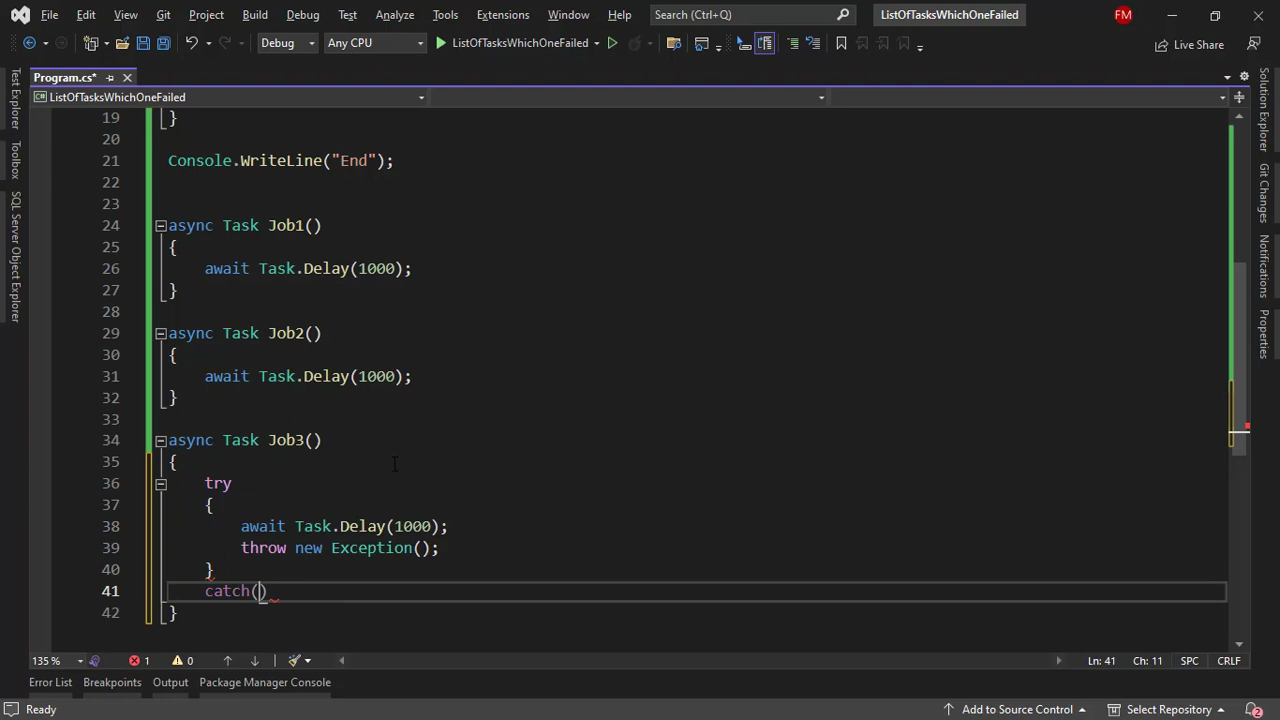 File Edit View Git Project Build Debug Test Analyze Tools Extensions Window Help Search (Ctrl+Q) ListOfTasksWhichOneFailed FM
Debug Any CPU ListOfTasksWhichOneFailed Live Share
Program.cs*
ListOfTasksWhichOneFailed
Test Explorer
Toolbox
SQL Server Object Explorer
19 }
20
21 Console.WriteLine("End");
22
23
24 async Task Job1()
25 {
26 await Task.Delay(1000);
27 }
28
29 async Task Job2()
30 {
31 await Task.Delay(1000);
32 }
33
34 async Task Job3()
35 {
36 try
37 {
38 await Task.Delay(1000);
39 throw new Exception();
40 }
41 catch()
42 }
Solution Explorer
Git Changes
Notifications
Properties
135 % 1 0 Ln: 41 Ch: 11 SPC CRLF
Error List Breakpoints Output Package Manager Console
Ready Add to Source Control Select Repository 2